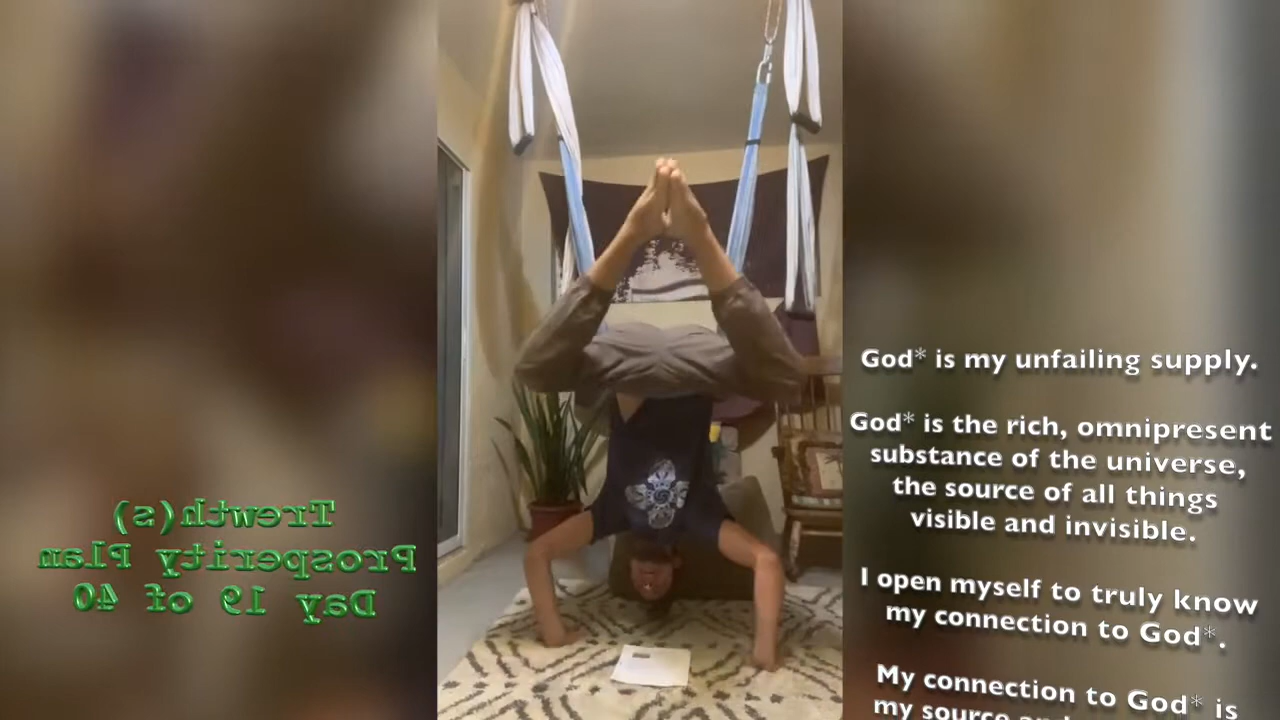 Trewth(s)
Prosperity Plan
Day 19 of 40
God* is my unfailing supply.
God* is the rich, omnipresent
substance of the universe,
the source of all things
visible and invisible.
I open myself to truly know
my connection to God*.
My connection to God* is
my source and